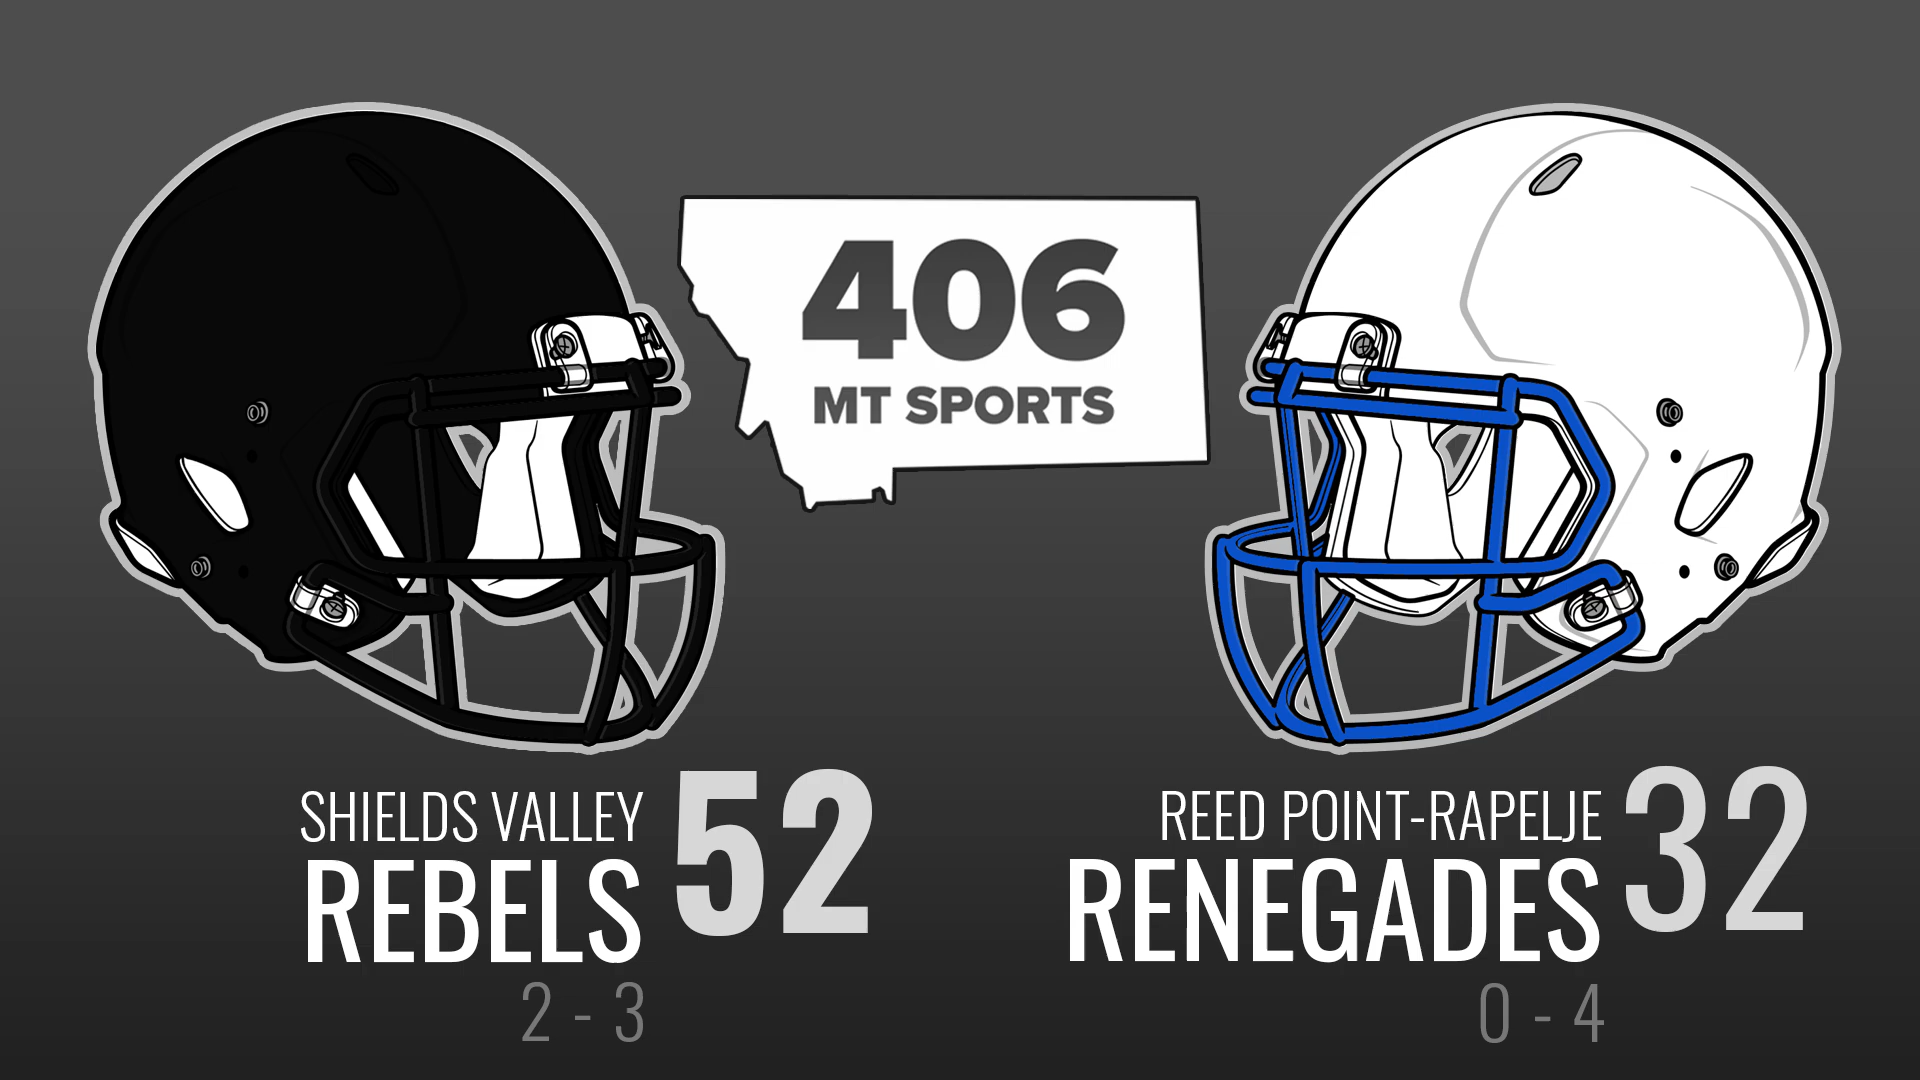 406
MT SPORTS
SHIELDS VALLEY
REBELS
52
2 - 3
REED POINT-RAPELJE
RENEGADES
32
0 - 4